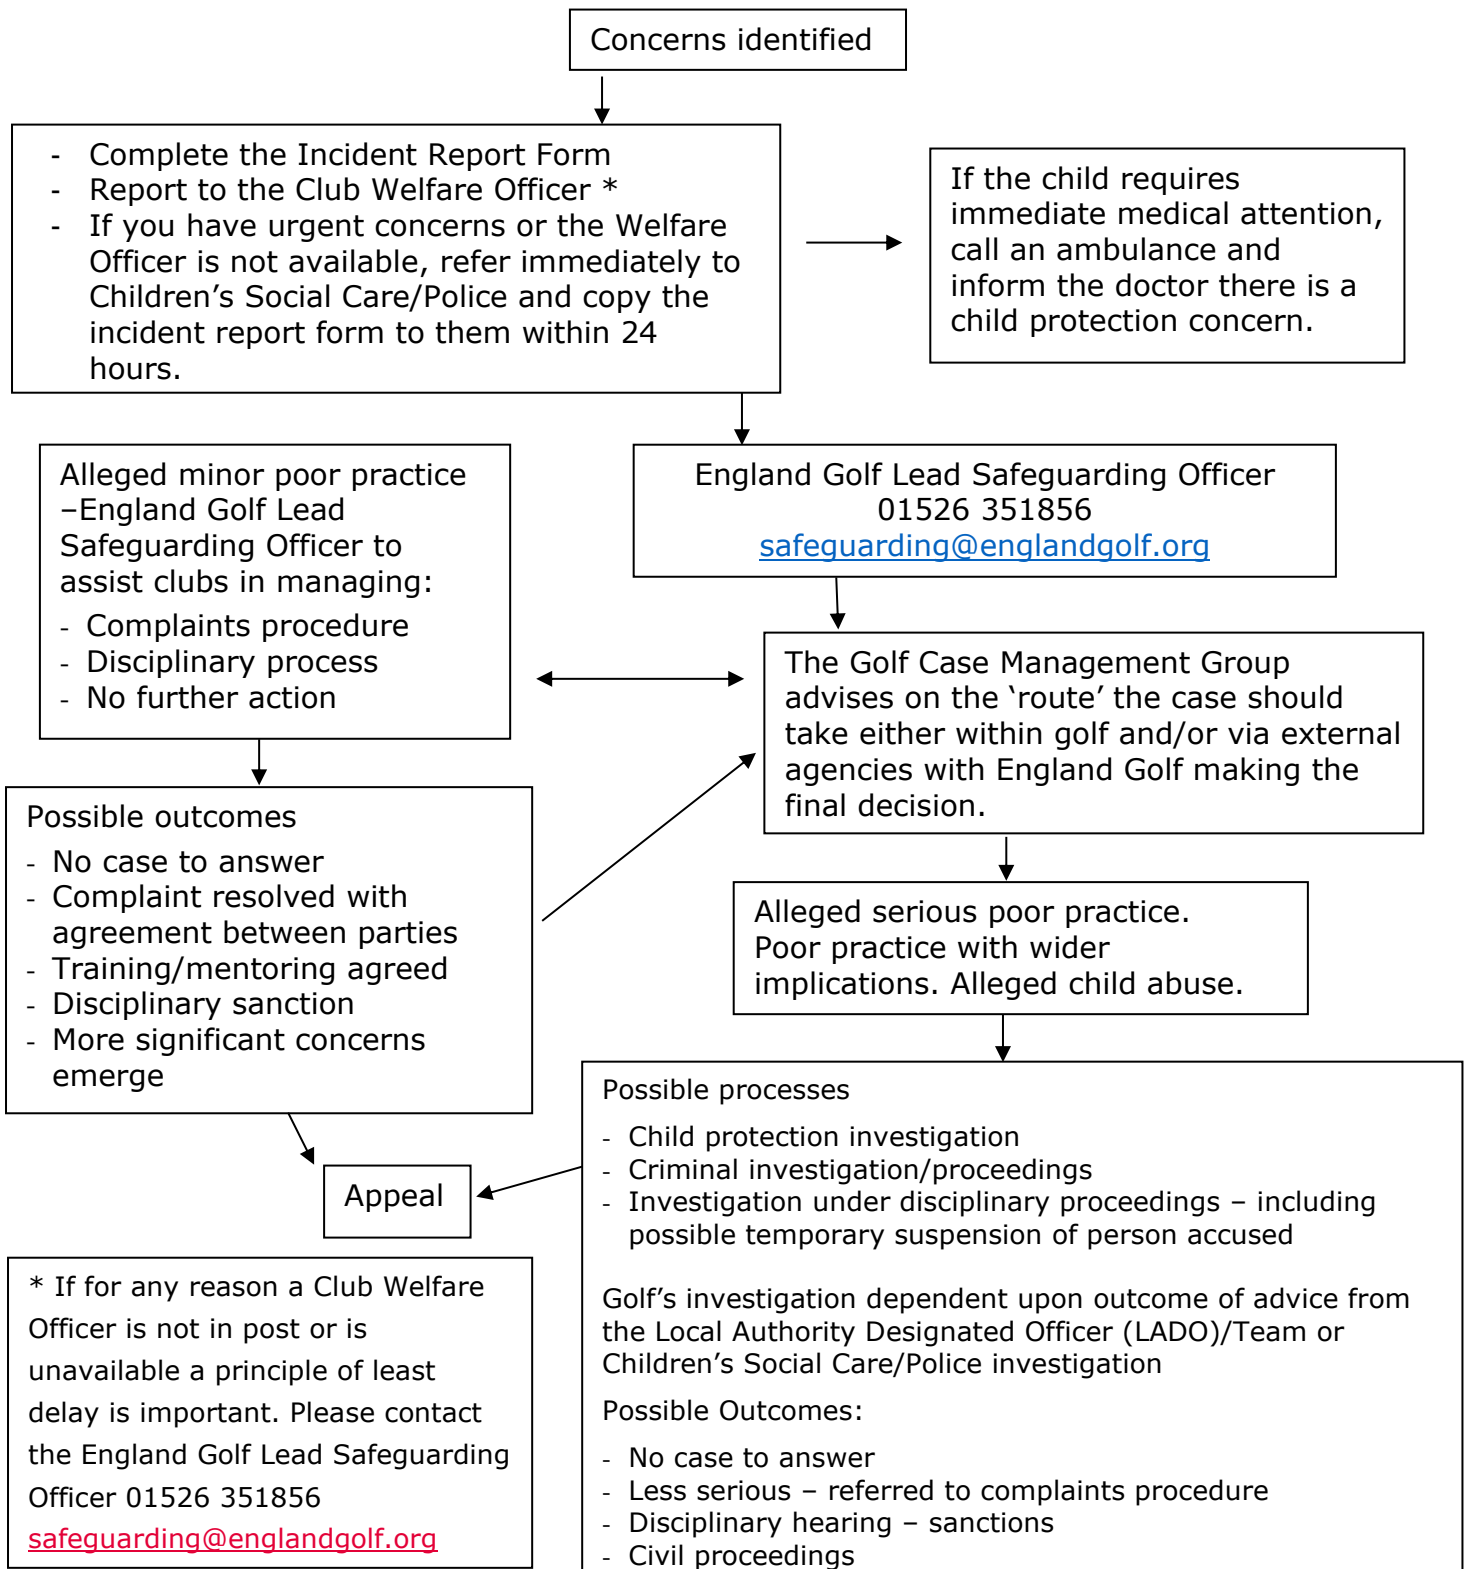 Concerns identified
- Complete the Incident Report Form
- Report to the Club Welfare Officer *
- If you have urgent concerns or the Welfare
Officer is not available, refer immediately to
Children’s Social Care/Police and copy the
incident report form to them within 24
hours.
If the child requires
immediate medical attention,
call an ambulance and
inform the doctor there is a
child protection concern.
Alleged minor poor practice
–England Golf Lead
Safeguarding Officer to
assist clubs in managing:
- Complaints procedure
- Disciplinary process
- No further action
England Golf Lead Safeguarding Officer
01526 351856
safeguarding@englandgolf.org
The Golf Case Management Group
advises on the ‘route’ the case should
take either within golf and/or via external
agencies with England Golf making the
final decision.
Possible outcomes
- No case to answer
- Complaint resolved with
agreement between parties
- Training/mentoring agreed
- Disciplinary sanction
- More significant concerns
emerge
Alleged serious poor practice.
Poor practice with wider
implications. Alleged child abuse.
Appeal
Possible processes
- Child protection investigation
- Criminal investigation/proceedings
- Investigation under disciplinary proceedings – including
possible temporary suspension of person accused
Golf’s investigation dependent upon outcome of advice from
the Local Authority Designated Officer (LADO)/Team or
Children’s Social Care/Police investigation
Possible Outcomes:
- No case to answer
- Less serious – referred to complaints procedure
- Disciplinary hearing – sanctions
- Civil proceedings
* If for any reason a Club Welfare
Officer is not in post or is
unavailable a principle of least
delay is important. Please contact
the England Golf Lead Safeguarding
Officer 01526 351856
safeguarding@englandgolf.org